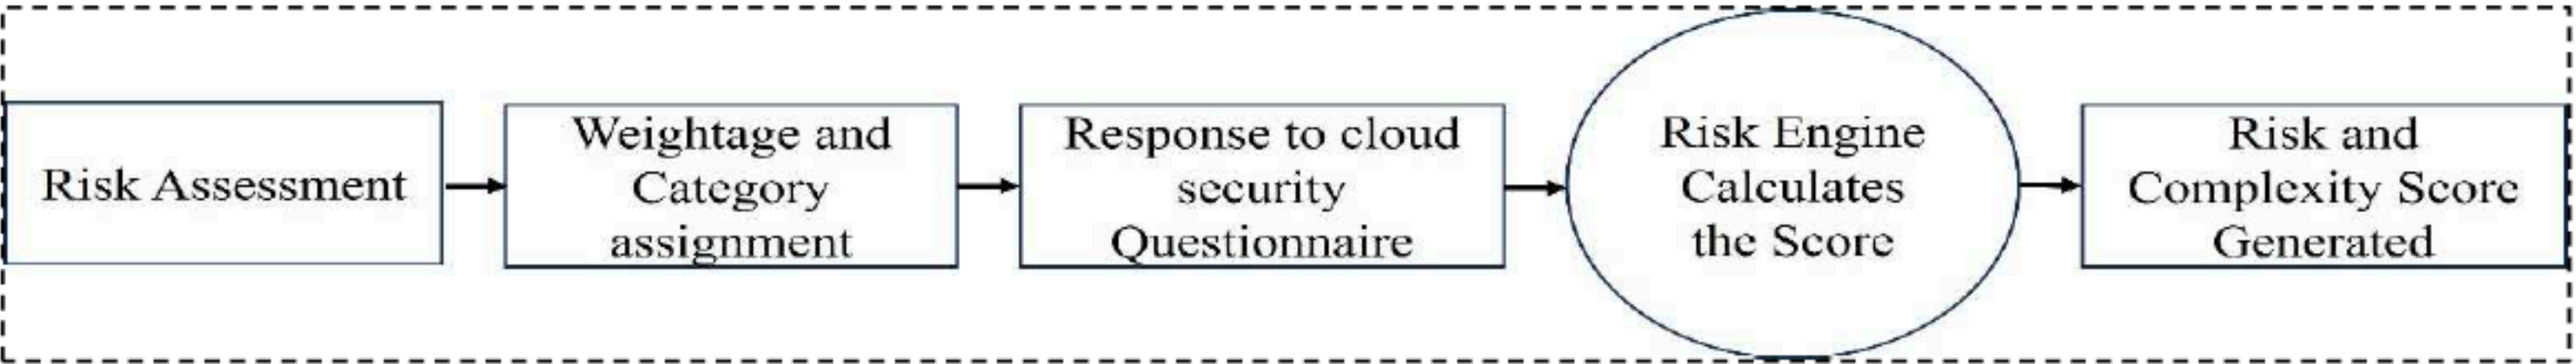 Risk Assessment
Weightage and
Category
assignment
Response to cloud
security
Questionnaire
Risk Engine
Calculates
the Score
Risk and
Complexity Score
Generated